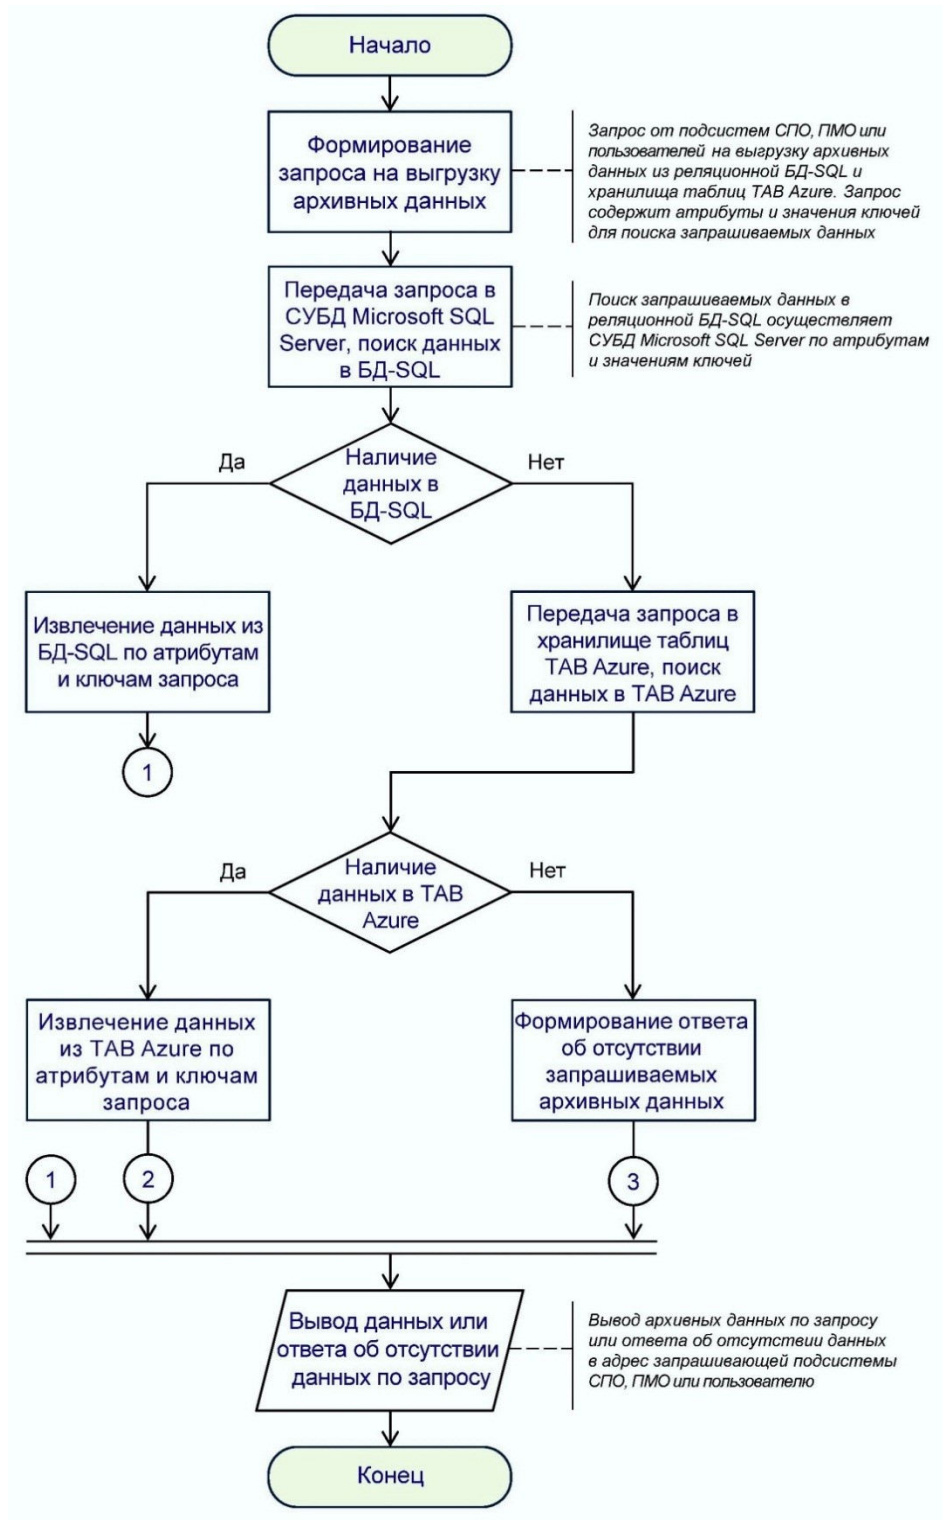 Начало
Формирование
запроса на выгрузку
архивных данных
Запрос от подсистем СПО, ПМО или
пользователей на выгрузку архивных
данных из реляционной БД-SQL и
хранилища таблиц TAB Azure. Запрос
содержит атрибуты и значения ключей
для поиска запрашиваемых данных
Передача запроса в
СУБД Microsoft SQL
Server, поиск данных
в БД-SQL
Поиск запрашиваемых данных в
реляционной БД-SQL осуществляет
СУБД Microsoft SQL Server по атрибутам
и значениям ключей
Да
Наличие
данных в
БД-SQL
Нет
Извлечение данных из
БД-SQL по атрибутам
и ключам запроса
Передача запроса в
хранилище таблиц
TAB Azure, поиск
данных в TAB Azure
1
Да
Наличие
данных в TAB
Azure
Нет
Извлечение данных
из TAB Azure по
атрибутам и ключам
запроса
Формирование ответа
об отсутствии
запрашиваемых
архивных данных
1
2
3
Вывод данных или
ответа об отсутствии
данных по запросу
Вывод архивных данных по запросу
или ответа об отсутствии данных
в адрес запрашивающей подсистемы
СПО, ПМО или пользователю
Конец